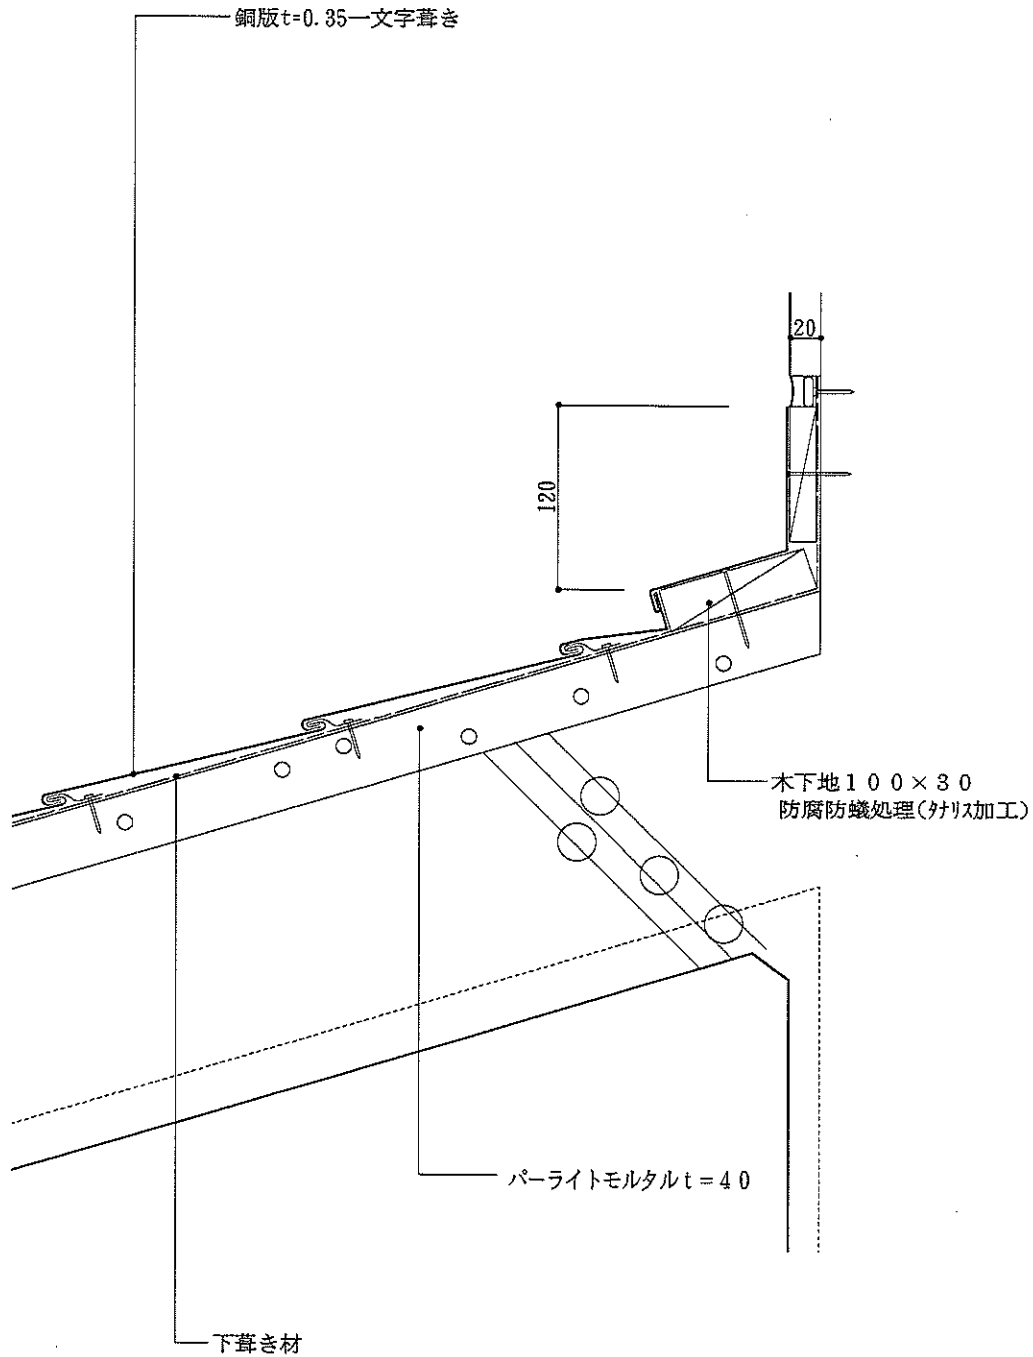 銅版t=0.35一文字葺き
20
120
木下地100×30
防腐防蟻処理(ﾀﾅﾘｽ加工)
パーライトモルタルt=40
下葺き材